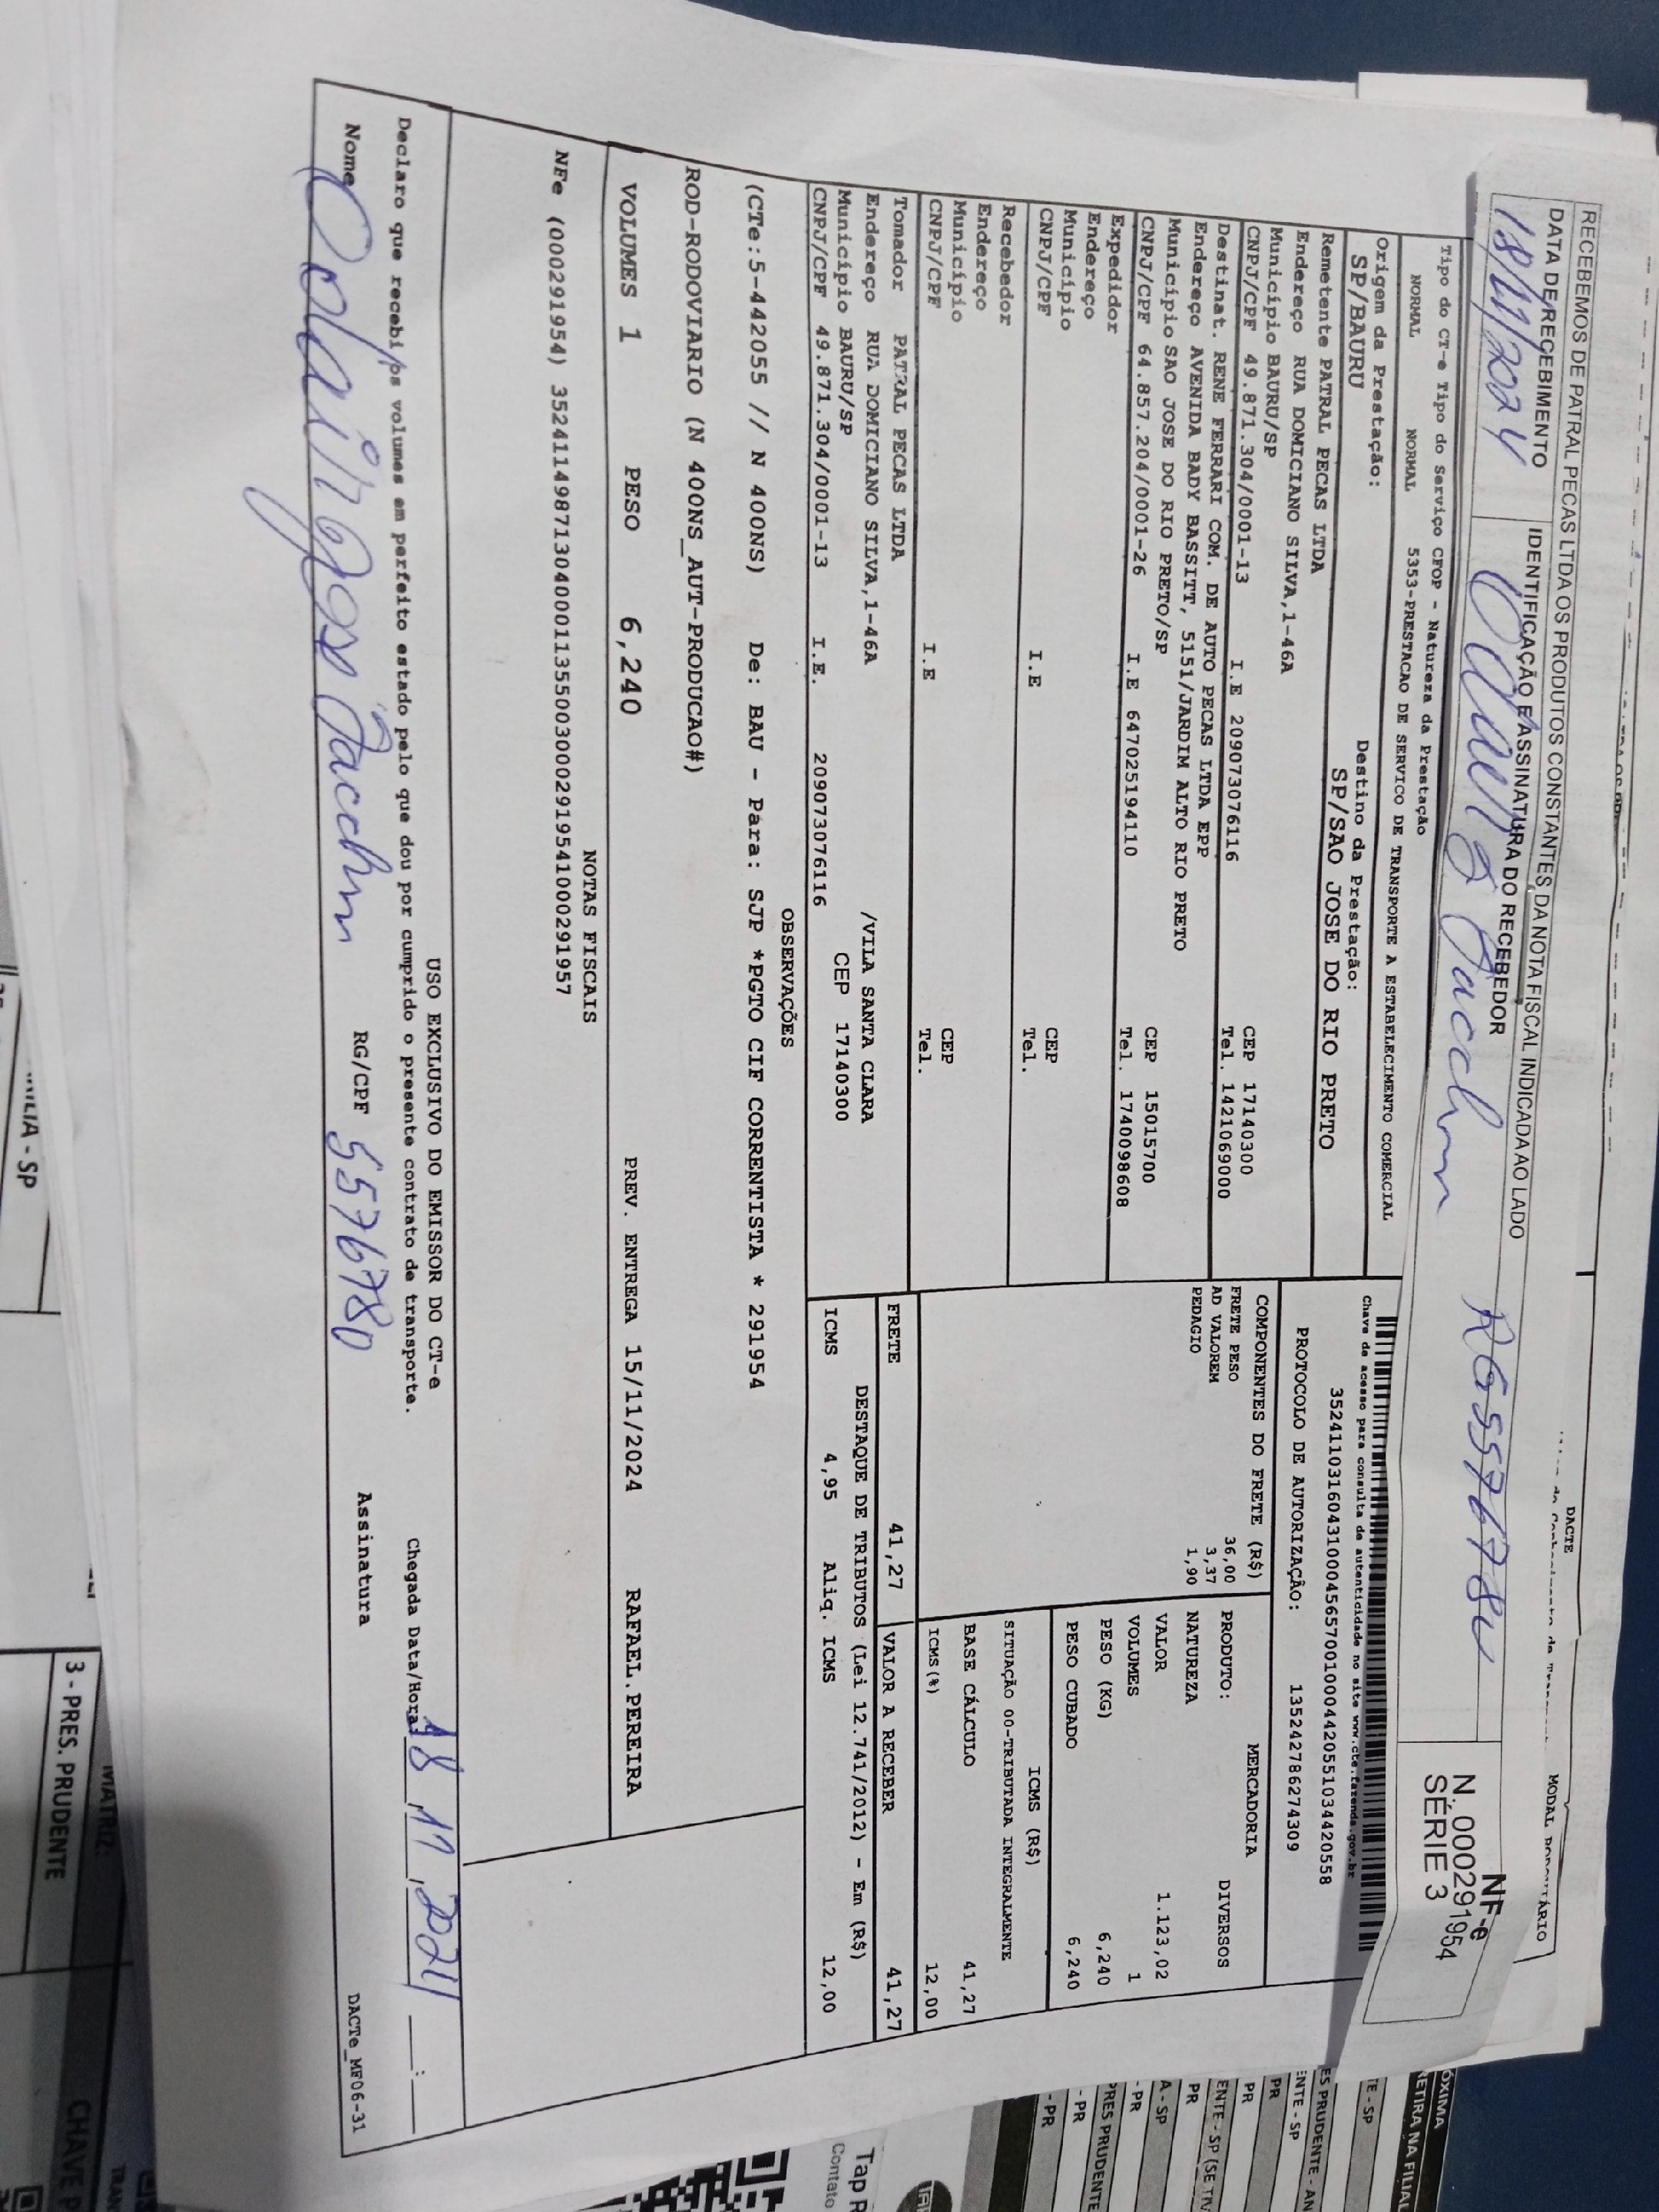 RECEBEMOS DE PATRAL PECAS LTDA OS PRODUTOS CONSTANTES DA NOTA FISCAL INDICADA AO LADO
DATA DE RECEBIMENTO IDENTIFICAÇÃO E ASSINATURA DO RECEBEDOR
18/11/2024
NF-e
N. 000291954
SÉRIE 3
DACTE
Tipo do CT-e Tipo do Serviço CFOP - Natureza da Prestação
NORMAL NORMAL 5353-PRESTACAO DE SERVICO DE TRANSPORTE A ESTABELECIMENTO COMERCIAL
Origem da Prestação: Destino da Prestação:
SP/BAURU SP/SAO JOSE DO RIO PRETO
Remetente PATRAL PECAS LTDA
Endereço RUA DOMICIANO SILVA,1-46A
Município BAURU/SP CEP 17140300
CNPJ/CPF 49.871.304/0001-13 I.E 209073076116 Tel. 1421069000
Destinat. RENE FERRARI COM. DE AUTO PECAS LTDA EPP
Endereço AVENIDA BADY BASSITT, 5151/JARDIM ALTO RIO PRETO
Município SAO JOSE DO RIO PRETO/SP CEP 15015700
CNPJ/CPF 64.857.204/0001-26 I.E 647025194110 Tel. 1740098608
Expedidor
Endereço
Município CEP
CNPJ/CPF I.E Tel.
Recebedor
Endereço
Município CEP
CNPJ/CPF I.E Tel.
Tomador PATRAL PECAS LTDA
Endereço RUA DOMICIANO SILVA,1-46A /VILA SANTA CLARA
Município BAURU/SP CEP 17140300
CNPJ/CPF 49.871.304/0001-13 I.E. 209073076116
Chave de acesso para consulta de autenticidade no site www.cte.fazenda.gov.br
35241103160431000456570010004420551034420558
PROTOCOLO DE AUTORIZAÇÃO: 135242786274309
COMPONENTES DO FRETE (R$)
FRETE PESO 36,00
AD VALOREM 3,37
PEDAGIO 1,90
MERCADORIA
PRODUTO: DIVERSOS
NATUREZA
VALOR 1.123,02
VOLUMES 1
PESO (KG) 6,240
PESO CUBADO 6,240
ICMS (R$)
SITUAÇÃO 00-TRIBUTADA INTEGRALMENTE
BASE CÁLCULO 41,27
ICMS(%) 12,00
FRETE 41,27 VALOR A RECEBER 41,27
DESTAQUE DE TRIBUTOS (Lei 12.741/2012) - Em (R$)
ICMS 4,95 Aliq. ICMS 12,00
OBSERVAÇÕES
(CTe:5-442055 // N 400NS) De: BAU - Para: SJP *PGTO CIF CORRENTISTA * 291954
ROD-RODOVIARIO (N 400NS_AUT-PRODUCAO#)
VOLUMES 1 PESO 6,240 PREV. ENTREGA 15/11/2024 RAFAEL.PEREIRA
NOTAS FISCAIS
NFe (000291954) 35241149871304000113550030002919541000291957
USO EXCLUSIVO DO EMISSOR DO CT-e
Declaro que recebi os volumes em perfeito estado pelo que dou por cumprido o presente contrato de transporte. Chegada Data/Hora:
Nome RG/CPF 5576780 Assinatura
DACTe_MF06-31
3 - PRES. PRUDENTE
MATRIZ:
Contato